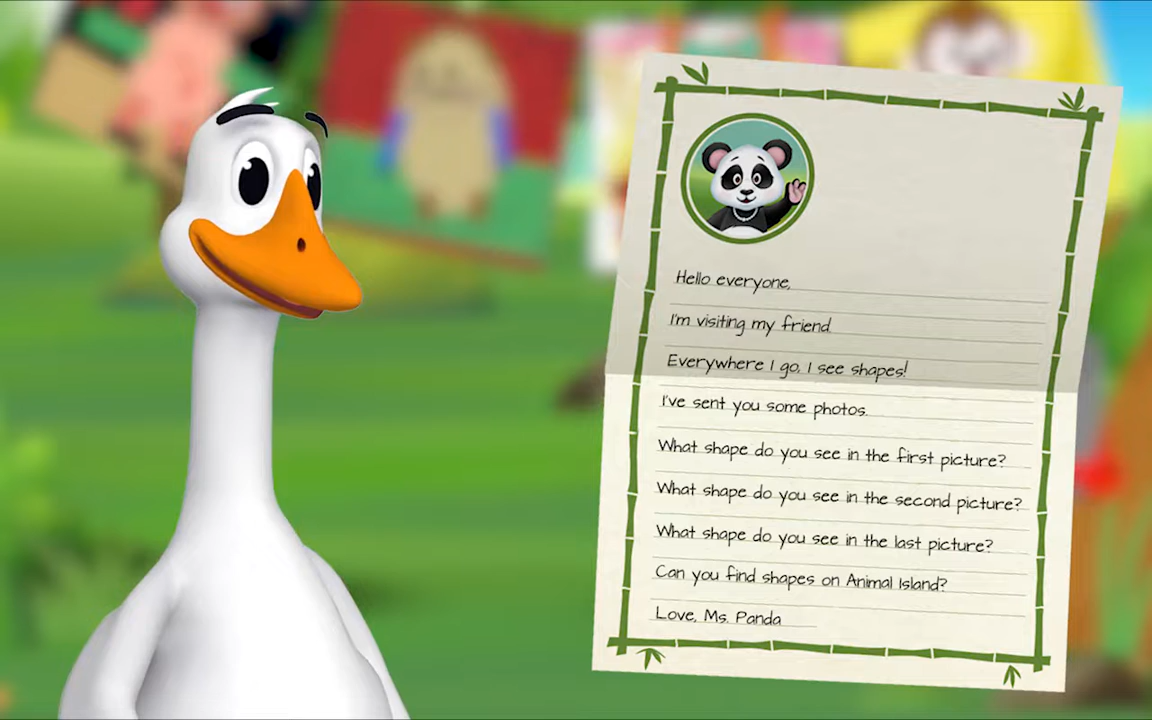 Hello everyone,
I'm visiting my friend.
Everywhere I go, I see shapes!
I've sent you some photos.
What shape do you see in the first picture?
What shape do you see in the second picture?
What shape do you see in the last picture?
Can you find shapes on Animal Island?
Love, Ms. Panda